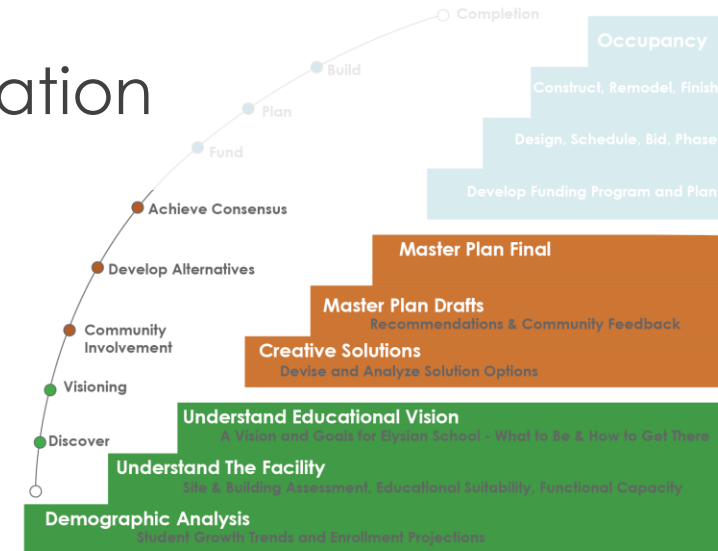 ation
Completion
Build
Plan
Fund
Achieve Consensus
Develop Alternatives
Community
Involvement
Visioning
Discover
Occupancy
Construct, Remodel, Finish
Design, Schedule, Bid, Phase
Develop Funding Program and Plan
Master Plan Final
Master Plan Drafts
Recommendations & Community Feedback
Creative Solutions
Devise and Analyze Solution Options
Understand Educational Vision
A Vision and Goals for Elysian School - What to Be & How to Get There
Understand The Facility
Site & Building Assessment, Educational Suitability, Functional Capacity
Demographic Analysis
Student Growth Trends and Enrollment Projections